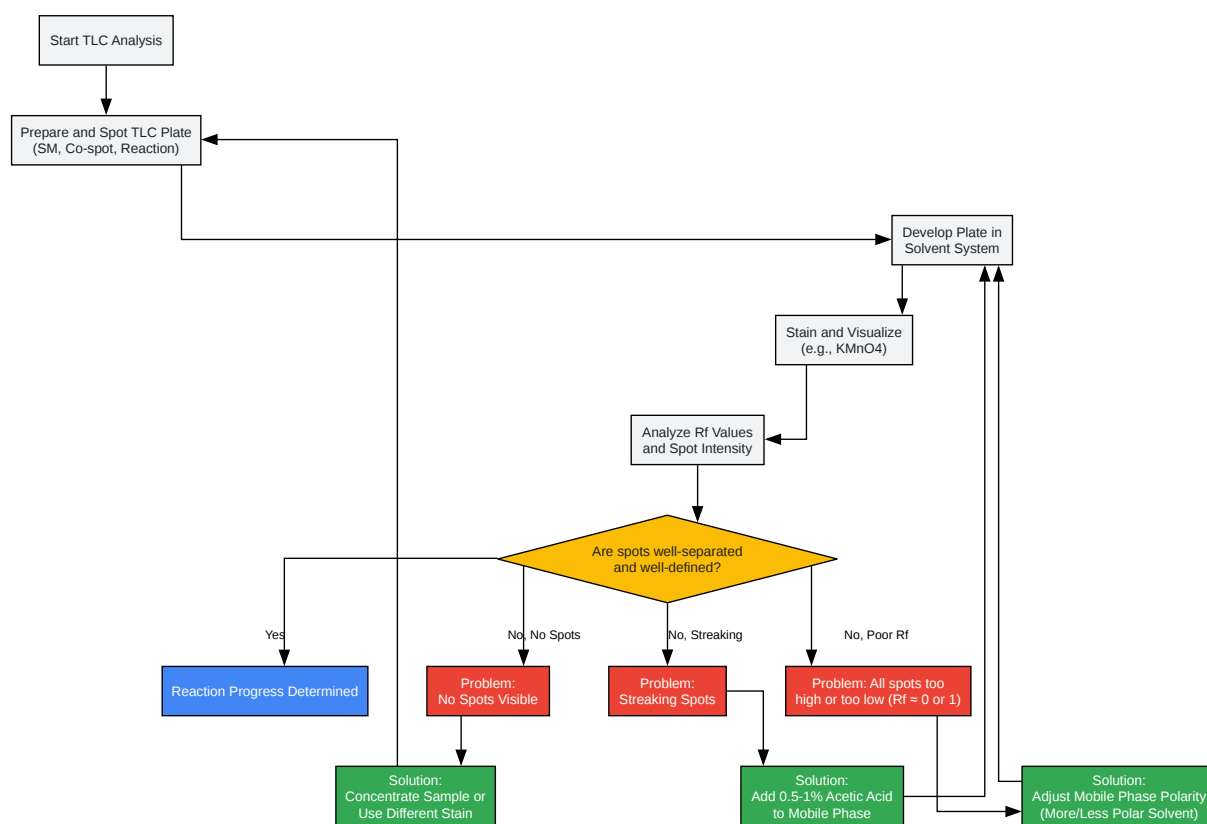 Start TLC Analysis
Prepare and Spot TLC Plate
(SM, Co-spot, Reaction)
Develop Plate in
Solvent System
Stain and Visualize
(e.g., KMnO4)
Analyze Rf Values
and Spot Intensity
Are spots well-separated
and well-defined?
Yes
No, No Spots
No, Streaking
No, Poor Rf
Reaction Progress Determined
Problem:
No Spots Visible
Problem:
Streaking Spots
Problem: All spots too
high or too low (Rf ≈ 0 or 1)
Solution:
Concentrate Sample or
Use Different Stain
Solution:
Add 0.5-1% Acetic Acid
to Mobile Phase
Solution:
Adjust Mobile Phase Polarity
(More/Less Polar Solvent)